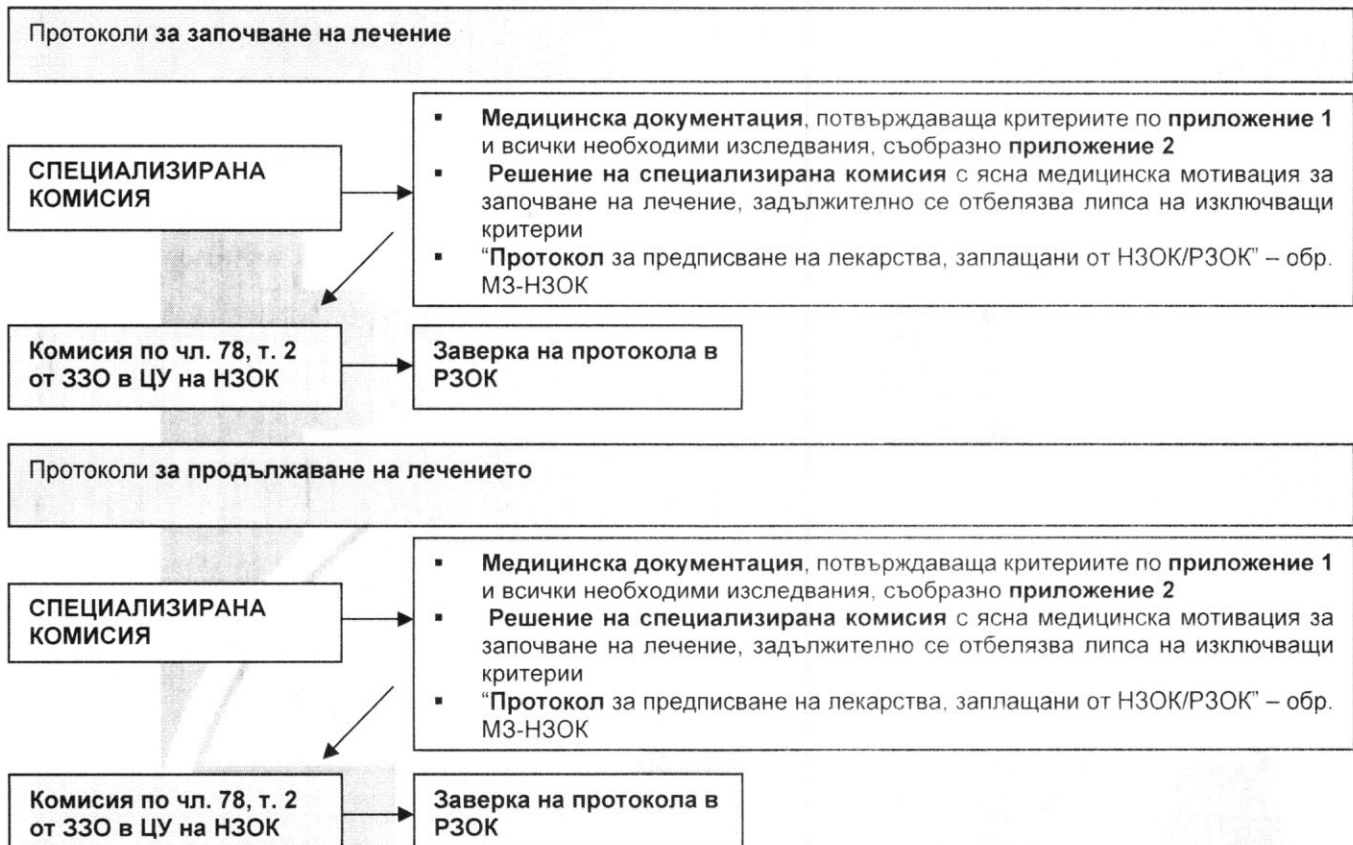 Протоколи за започване на лечение
СПЕЦИАЛИЗИРАНА
КОМИСИЯ
▪ Медицинска документация, потвърждаваща критериите по приложение 1
и всички необходими изследвания, съобразно приложение 2
▪ Решение на специализирана комисия с ясна медицинска мотивация за
започване на лечение, задължително се отбелязва липса на изключващи
критерии
▪ “Протокол за предписване на лекарства, заплащани от НЗОК/РЗОК” – обр.
МЗ-НЗОК
Комисия по чл. 78, т. 2
от ЗЗО в ЦУ на НЗОК
Заверка на протокола в
РЗОК
Протоколи за продължаване на лечението
СПЕЦИАЛИЗИРАНА
КОМИСИЯ
▪ Медицинска документация, потвърждаваща критериите по приложение 1
и всички необходими изследвания, съобразно приложение 2
▪ Решение на специализирана комисия с ясна медицинска мотивация за
започване на лечение, задължително се отбелязва липса на изключващи
критерии
▪ “Протокол за предписване на лекарства, заплащани от НЗОК/РЗОК” – обр.
МЗ-НЗОК
Комисия по чл. 78, т. 2
от ЗЗО в ЦУ на НЗОК
Заверка на протокола в
РЗОК